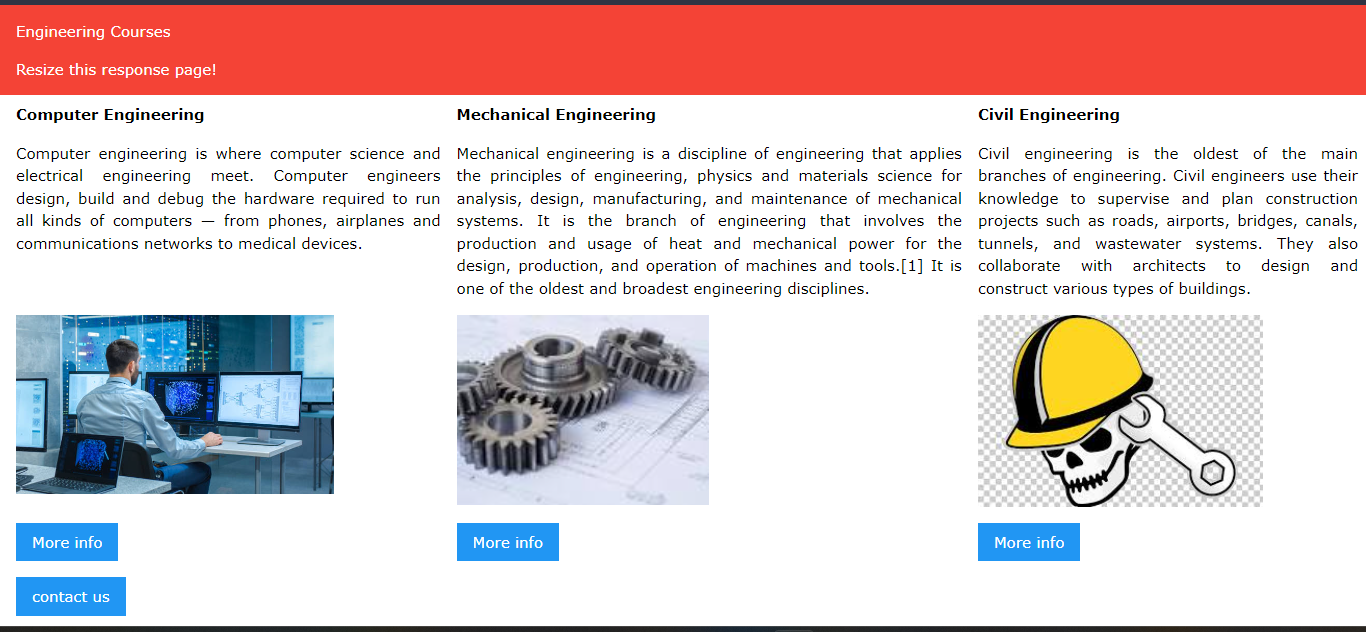 Engineering Courses
Resize this response page!
Computer Engineering
Computer engineering is where computer science and
electrical engineering meet. Computer engineers
design, build and debug the hardware required to run
all kinds of computers — from phones, airplanes and
communications networks to medical devices.
More info
contact us
Mechanical Engineering
Mechanical engineering is a discipline of engineering that applies
the principles of engineering, physics and materials science for
analysis, design, manufacturing, and maintenance of mechanical
systems. It is the branch of engineering that involves the
production and usage of heat and mechanical power for the
design, production, and operation of machines and tools.[1] It is
one of the oldest and broadest engineering disciplines.
More info
Civil Engineering
Civil engineering is the oldest of the main
branches of engineering. Civil engineers use their
knowledge to supervise and plan construction
projects such as roads, airports, bridges, canals,
tunnels, and wastewater systems. They also
collaborate with architects to design and
construct various types of buildings.
More info